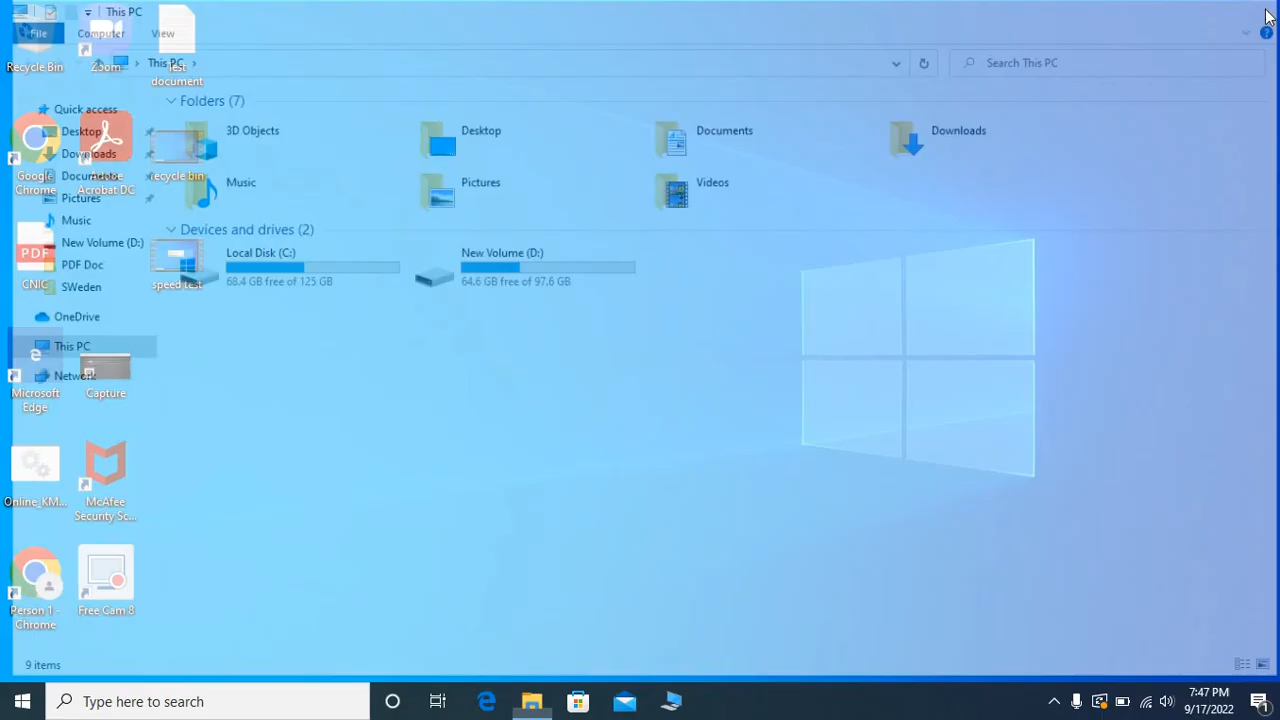 This PC
File Computer View
This PC
Search This PC
Recycle Bin
Zoom
Test
document
Quick access
Desktop
Downloads
Documents
Pictures
Music
New Volume (D:)
PDF Doc
SWeden
OneDrive
This PC
Network
Google
Chrome
Adobe
Acrobat DC
recycle bin
PDF
CNIC
speed test
Microsoft
Edge
Capture
Online_KM...
McAfee
Security Sc...
Person 1 -
Chrome
Free Cam 8
Folders (7)
3D Objects
Desktop
Documents
Downloads
Music
Pictures
Videos
Devices and drives (2)
Local Disk (C:)
68.4 GB free of 125 GB
New Volume (D:)
64.6 GB free of 97.6 GB
9 items
Type here to search
7:47 PM
9/17/2022
1